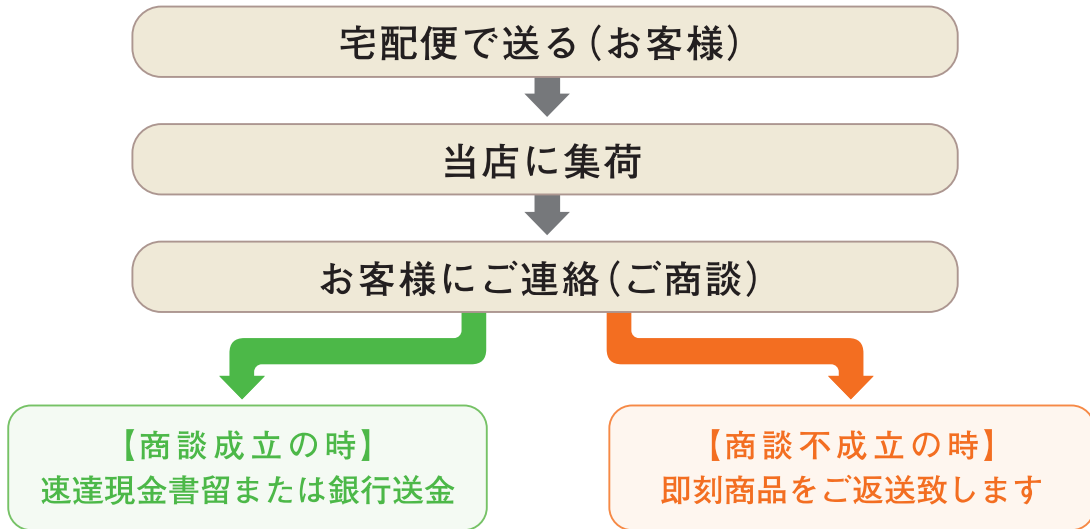 宅配便で送る（お客様）
当店に集荷
お客様にご連絡（ご商談）
【商談成立の時】
速達現金書留または銀行送金
【商談不成立の時】
即刻商品をご返送致します